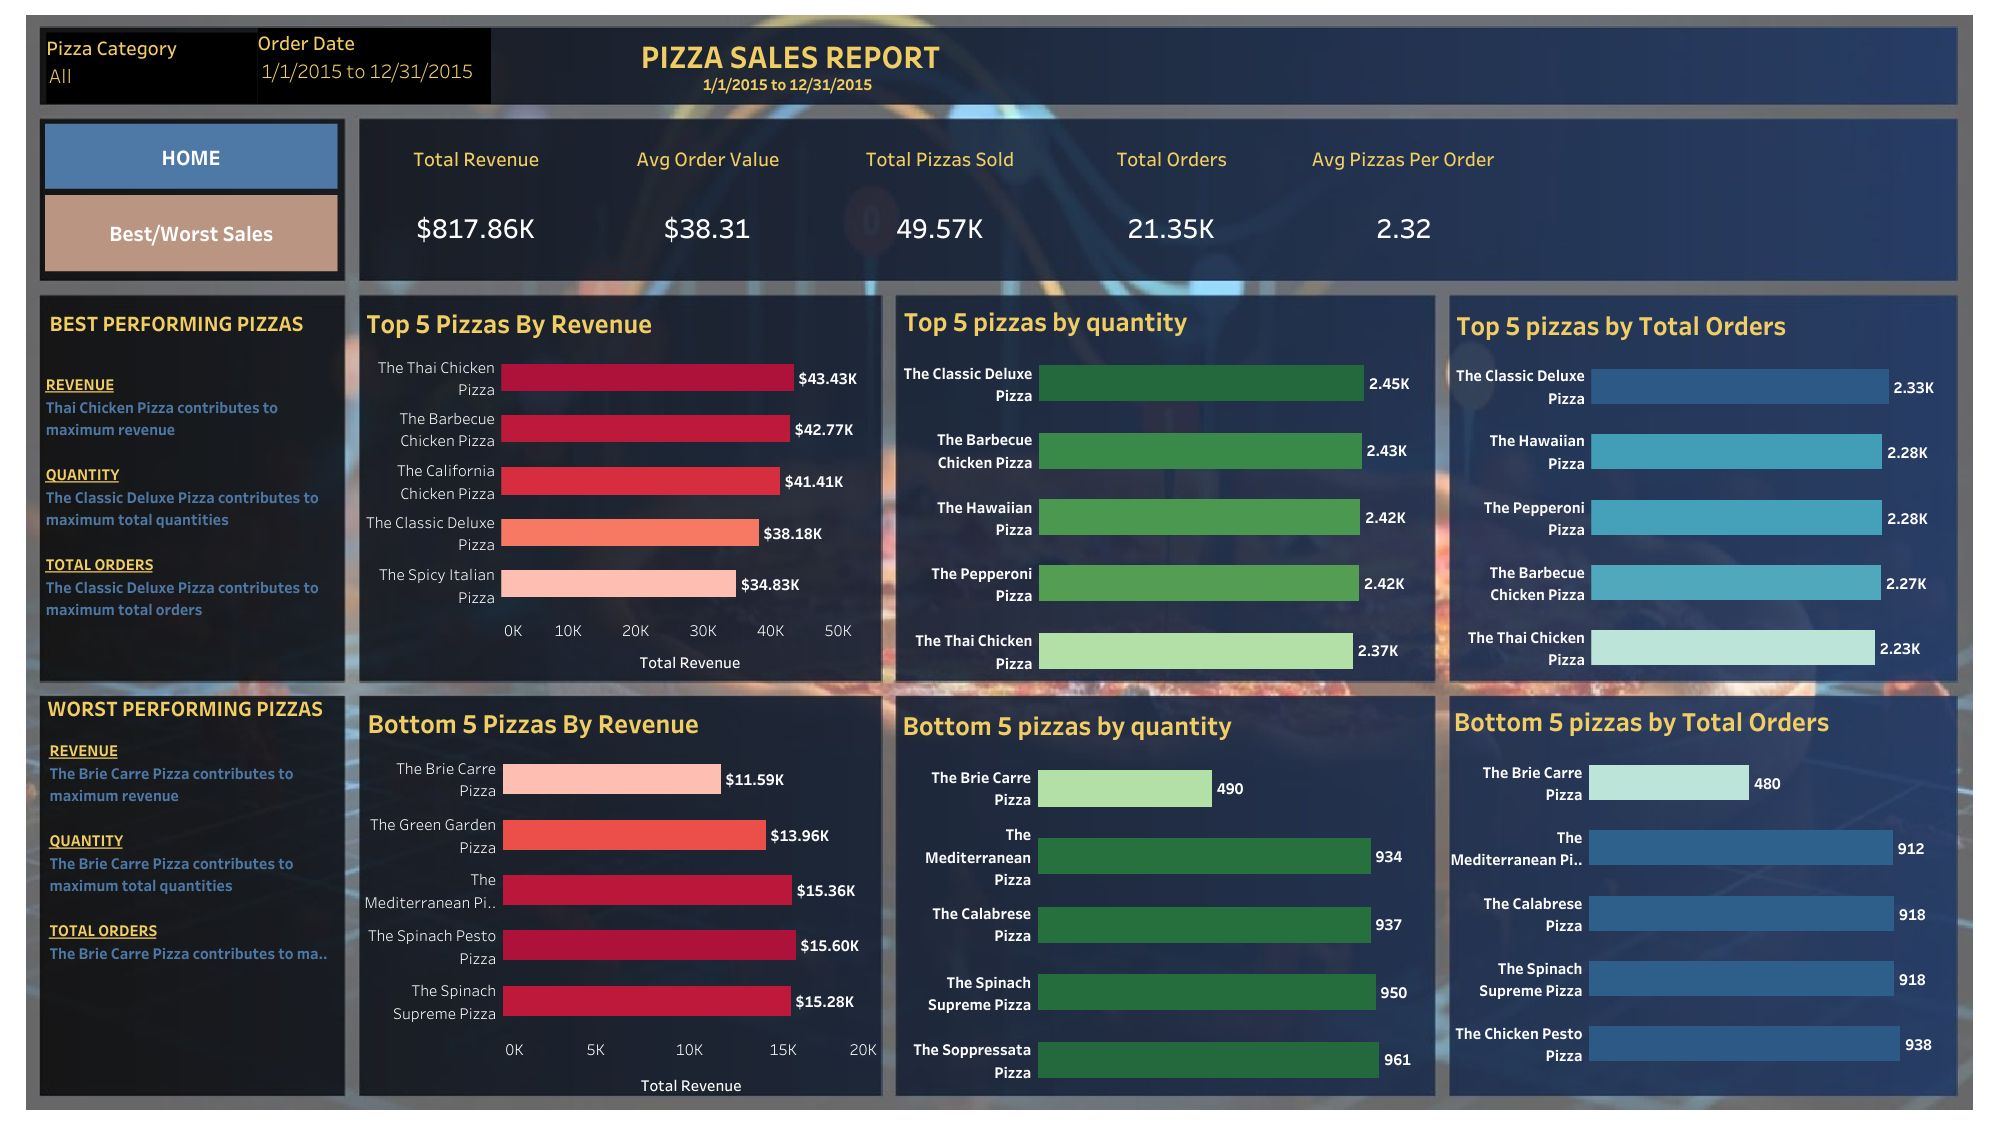 Pizza Category
All
Order Date
1/1/2015 to 12/31/2015
PIZZA SALES REPORT
1/1/2015 to 12/31/2015
HOME
Best/Worst Sales
Total Revenue
Avg Order Value
Total Pizzas Sold
Total Orders
Avg Pizzas Per Order
$817.86K
$38.31
49.57K
21.35K
2.32
BEST PERFORMING PIZZAS
REVENUE
Thai Chicken Pizza contributes to
maximum revenue
QUANTITY
The Classic Deluxe Pizza contributes to
maximum total quantities
TOTAL ORDERS
The Classic Deluxe Pizza contributes to
maximum total orders
Top 5 Pizzas By Revenue
The Thai Chicken
Pizza
$43.43K
The Barbecue
Chicken Pizza
$42.77K
The California
Chicken Pizza
$41.41K
The Classic Deluxe
Pizza
$38.18K
The Spicy Italian
Pizza
$34.83K
0K 10K 20K 30K 40K 50K
Total Revenue
Top 5 pizzas by quantity
The Classic Deluxe
Pizza
2.45K
The Barbecue
Chicken Pizza
2.43K
The Hawaiian
Pizza
2.42K
The Pepperoni
Pizza
2.42K
The Thai Chicken
Pizza
2.37K
Top 5 pizzas by Total Orders
The Classic Deluxe
Pizza
2.33K
The Hawaiian
Pizza
2.28K
The Pepperoni
Pizza
2.28K
The Barbecue
Chicken Pizza
2.27K
The Thai Chicken
Pizza
2.23K
WORST PERFORMING PIZZAS
REVENUE
The Brie Carre Pizza contributes to
maximum revenue
QUANTITY
The Brie Carre Pizza contributes to
maximum total quantities
TOTAL ORDERS
The Brie Carre Pizza contributes to ma..
Bottom 5 Pizzas By Revenue
The Brie Carre
Pizza
$11.59K
The Green Garden
Pizza
$13.96K
The
Mediterranean Pi..
$15.36K
The Spinach Pesto
Pizza
$15.60K
The Spinach
Supreme Pizza
$15.28K
0K 5K 10K 15K 20K
Total Revenue
Bottom 5 pizzas by quantity
The Brie Carre
Pizza
490
The
Mediterranean
Pizza
934
The Calabrese
Pizza
937
The Spinach
Supreme Pizza
950
The Soppressata
Pizza
961
Bottom 5 pizzas by Total Orders
The Brie Carre
Pizza
480
The
Mediterranean Pi..
912
The Calabrese
Pizza
918
The Spinach
Supreme Pizza
918
The Chicken Pesto
Pizza
938